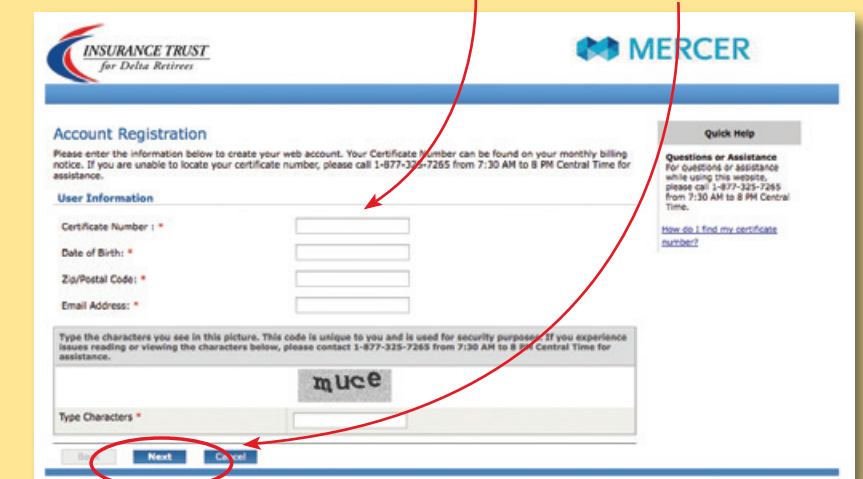 INSURANCE TRUST
for Delta Retirees
MERCER
Account Registration
Please enter the information below to create your web account. Your Certificate Number can be found on your monthly billing
notice. If you are unable to locate your certificate number, please call 1-877-325-7265 from 7:30 AM to 8 PM Central Time for
assistance.
User Information
Certificate Number : *
Date of Birth: *
Zip/Postal Code: *
Email Address: *
Type the characters you see in this picture. This code is unique to you and is used for security purposes. If you experience
issues reading or viewing the characters below, please contact 1-877-325-7265 from 7:30 AM to 8 PM Central Time for
assistance.
muce
Type Characters *
Back
Next
Cancel
Quick Help
Questions or Assistance
For questions or assistance
while using this website,
please call 1-877-325-7265
from 7:30 AM to 8 PM Central
Time.
How do I find my certificate
number?